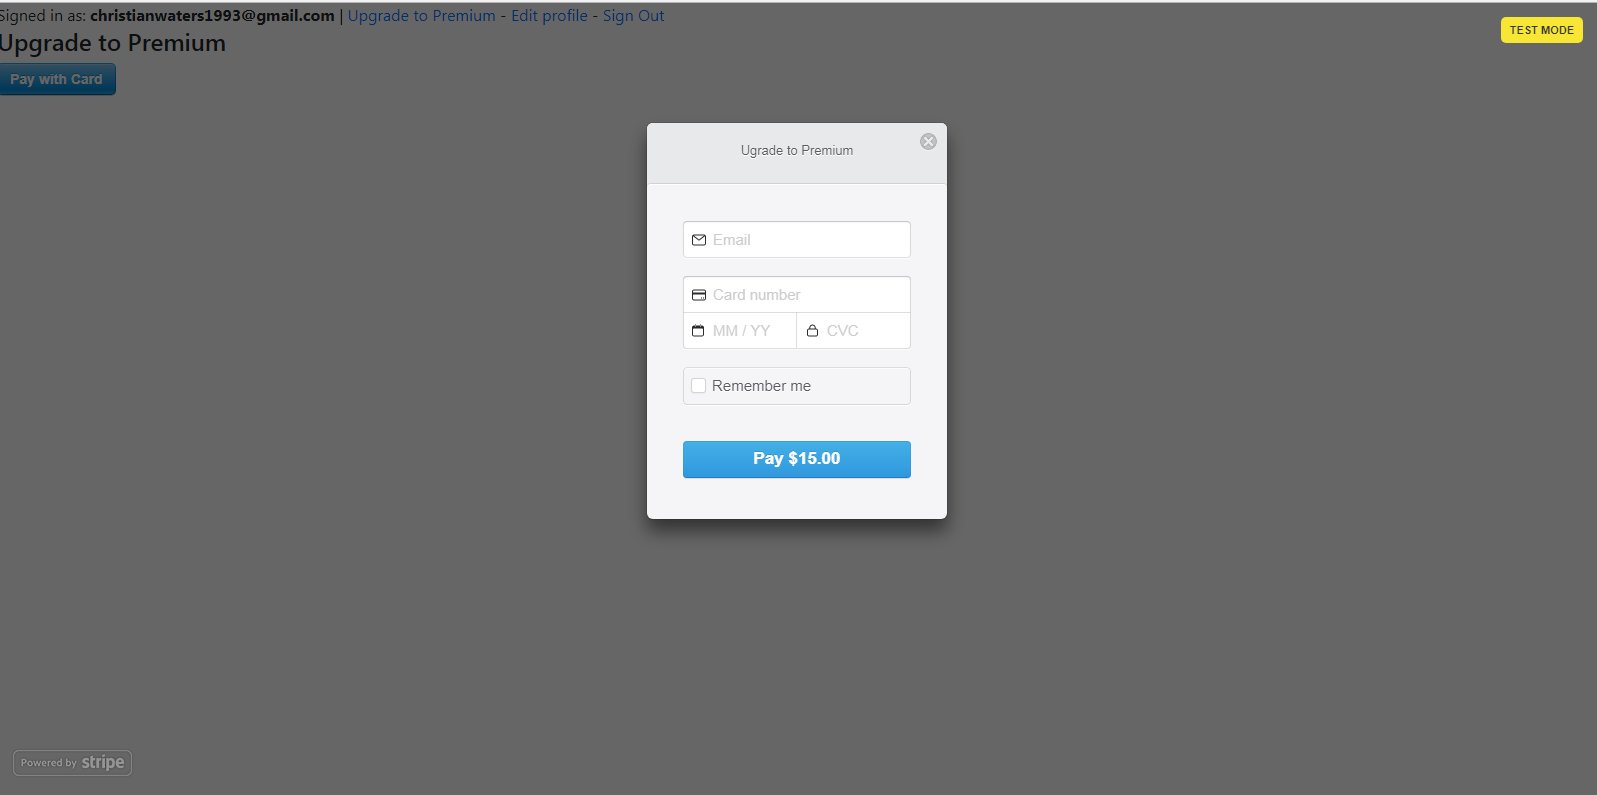 Signed in as: christianwaters1993@gmail.com | Upgrade to Premium - Edit profile - Sign Out
TEST MODE
Upgrade to Premium
Pay with Card
Ugrade to Premium
Email
Card number
MM / YY
CVC
Remember me
Pay $15.00
Powered by stripe